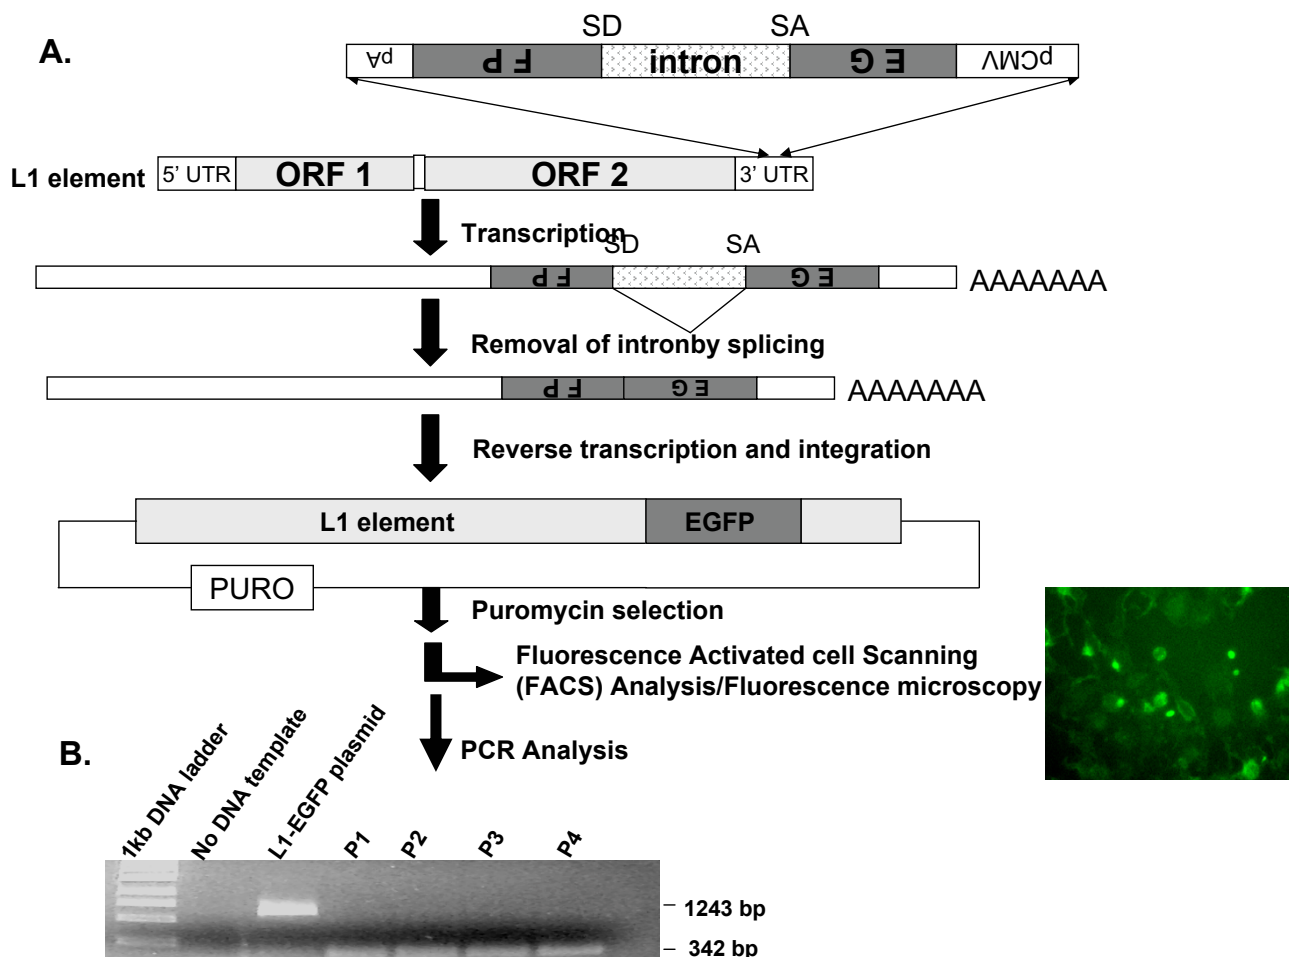 A.
SD SA
pA F P intron E G pCMV
L1 element 5’ UTR ORF 1 ORF 2 3’ UTR
Transcription
SD SA
F P E G AAAAAAA
Removal of intronby splicing
F P E G AAAAAAA
Reverse transcription and integration
L1 element EGFP
PURO
Puromycin selection
Fluorescence Activated cell Scanning
(FACS) Analysis/Fluorescence microscopy
PCR Analysis
B.
1kb DNA ladder
No DNA template
L1-EGFP plasmid
P1
P2
P3
P4
1243 bp
342 bp